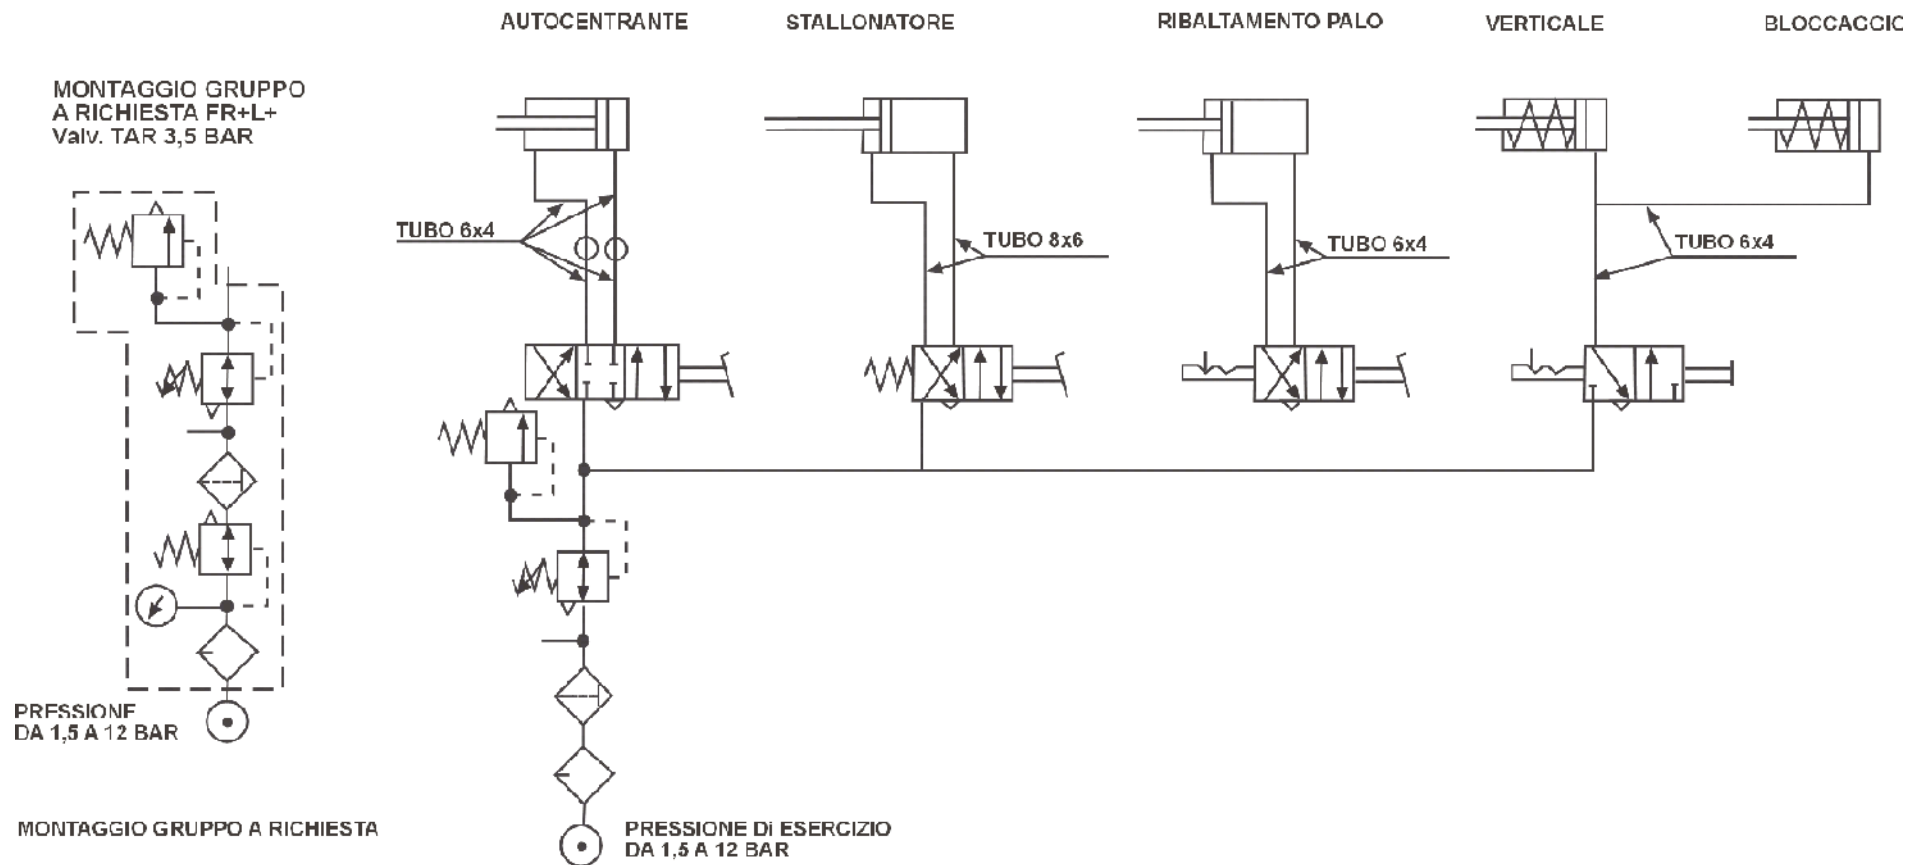 AUTOCENTRANTE
STALLONATORE
RIBALTAMENTO PALO
VERTICALE
BLOCCAGGIO
MONTAGGIO GRUPPO
A RICHIESTA FR+L+
Valv. TAR 3,5 BAR
TUBO 6x4
TUBO 8x6
TUBO 6x4
TUBO 6x4
PRESSIONE
DA 1,5 A 12 BAR
MONTAGGIO GRUPPO A RICHIESTA
PRESSIONE Di ESERCIZIO
DA 1,5 A 12 BAR